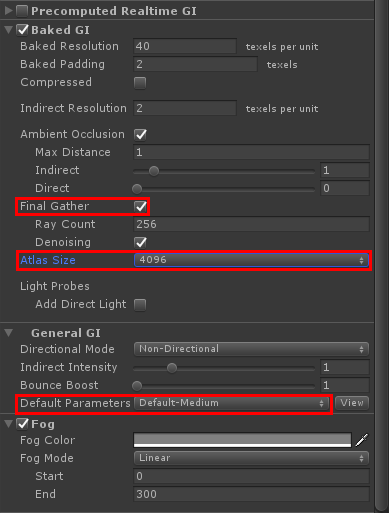 Precomputed Realtime GI
Baked GI
Baked Resolution 40 texels per unit
Baked Padding 2 texels
Compressed
Indirect Resolution 2 texels per unit
Ambient Occlusion
Max Distance 1
Indirect 1
Direct 0
Final Gather
Ray Count 256
Denoising
Atlas Size 4096
Light Probes
Add Direct Light
General GI
Directional Mode Non-Directional
Indirect Intensity 1
Bounce Boost 1
Default Parameters Default-Medium View
Fog
Fog Color
Fog Mode Linear
Start 0
End 300